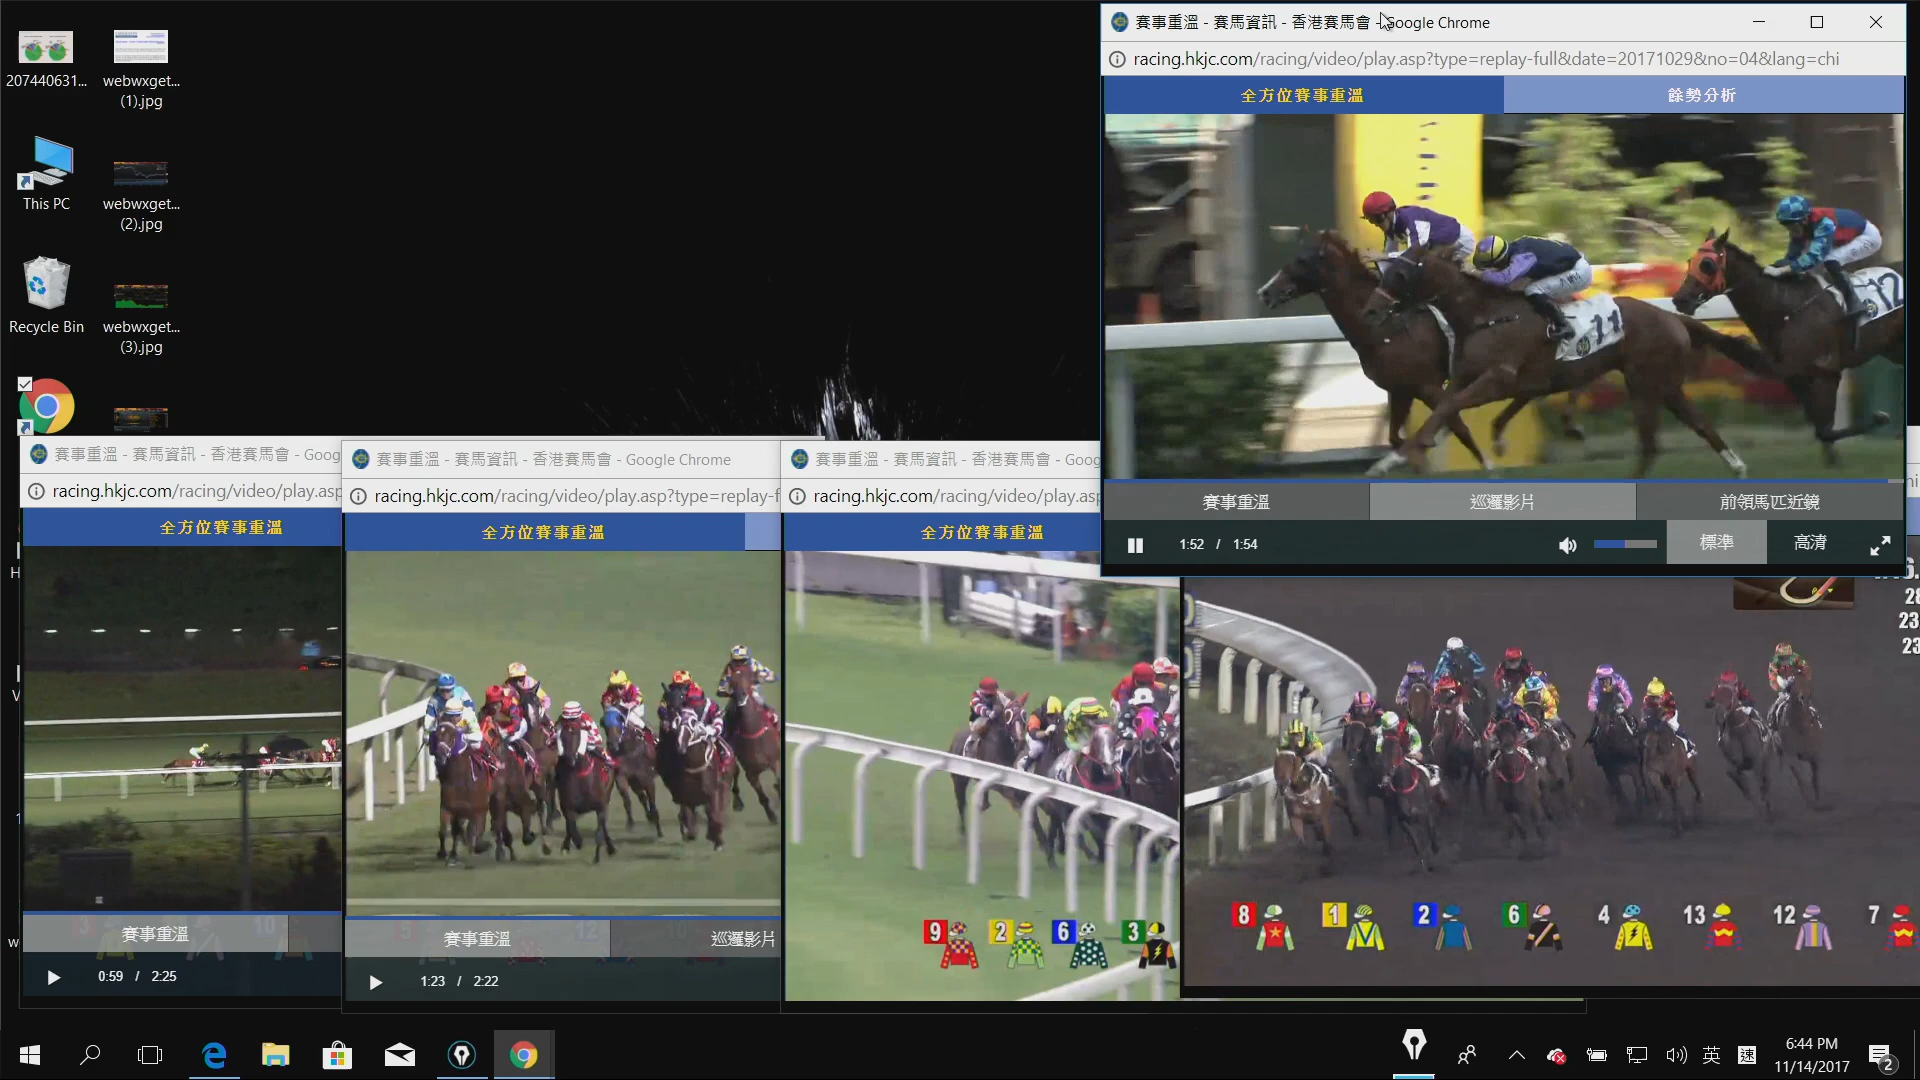 207440631...
webwxget...
(1).jpg
This PC
webwxget...
(2).jpg
Recycle Bin
webwxget...
(3).jpg
賽事重溫 - 賽馬資訊 - 香港賽馬會 - Google Chrome
racing.hkjc.com/racing/video/play.asp?type=replay-full&date=20171029&no=04&lang=chi
全方位賽事重溫
餘勢分析
11
12
賽事重溫
巡邏影片
前領馬匹近鏡
1:52 / 1:54
標準
高清
賽事重溫 - 賽馬資訊 - 香港賽馬會 - Goog
racing.hkjc.com/racing/video/play.asp
全方位賽事重溫
賽事重溫
0:59 / 2:25
賽事重溫 - 賽馬資訊 - 香港賽馬會 - Google Chrome
racing.hkjc.com/racing/video/play.asp?type=replay-f
全方位賽事重溫
賽事重溫
巡邏影片
1:23 / 2:22
賽事重溫 - 賽馬資訊 - 香港賽馬會 - Goog
racing.hkjc.com/racing/video/play.asp
全方位賽事重溫
9 2 6 3
hi
28
23
23
8 1 2 6 4 13 12 7
英
速
6:44 PM
11/14/2017
2